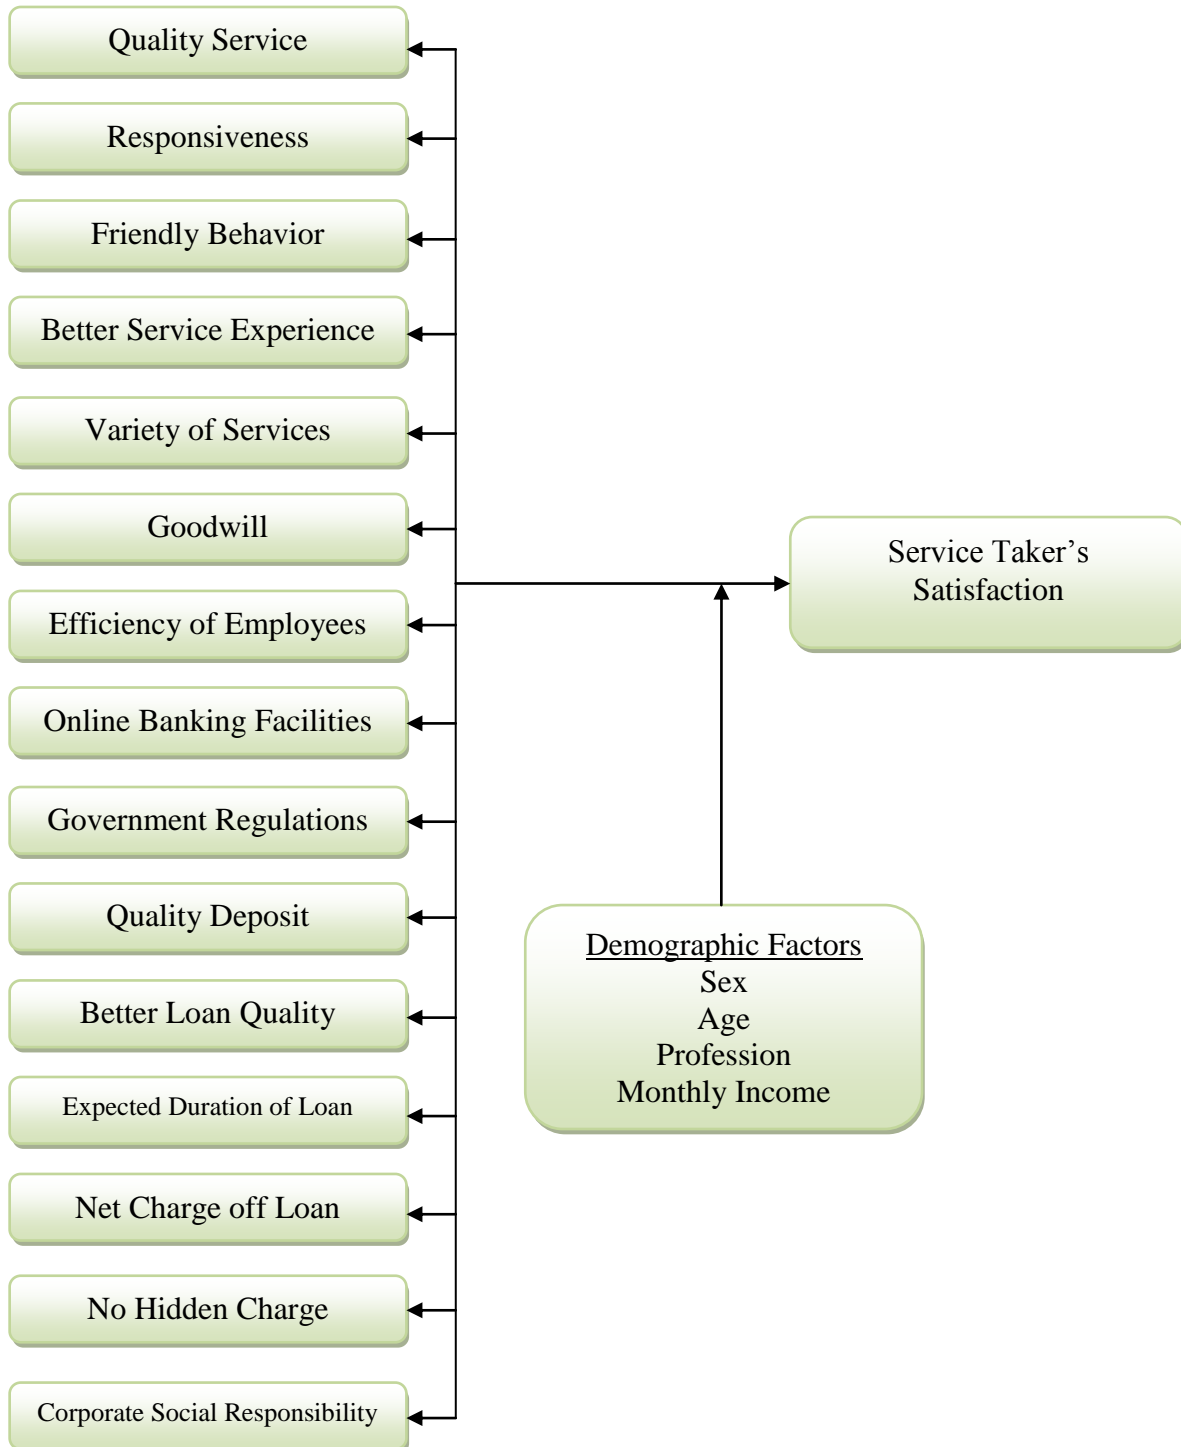 Quality Service
Responsiveness
Friendly Behavior
Better Service Experience
Variety of Services
Goodwill
Efficiency of Employees
Online Banking Facilities
Government Regulations
Quality Deposit
Better Loan Quality
Expected Duration of Loan
Net Charge off Loan
No Hidden Charge
Corporate Social Responsibility
Service Taker’s
Satisfaction
Demographic Factors
Sex
Age
Profession
Monthly Income